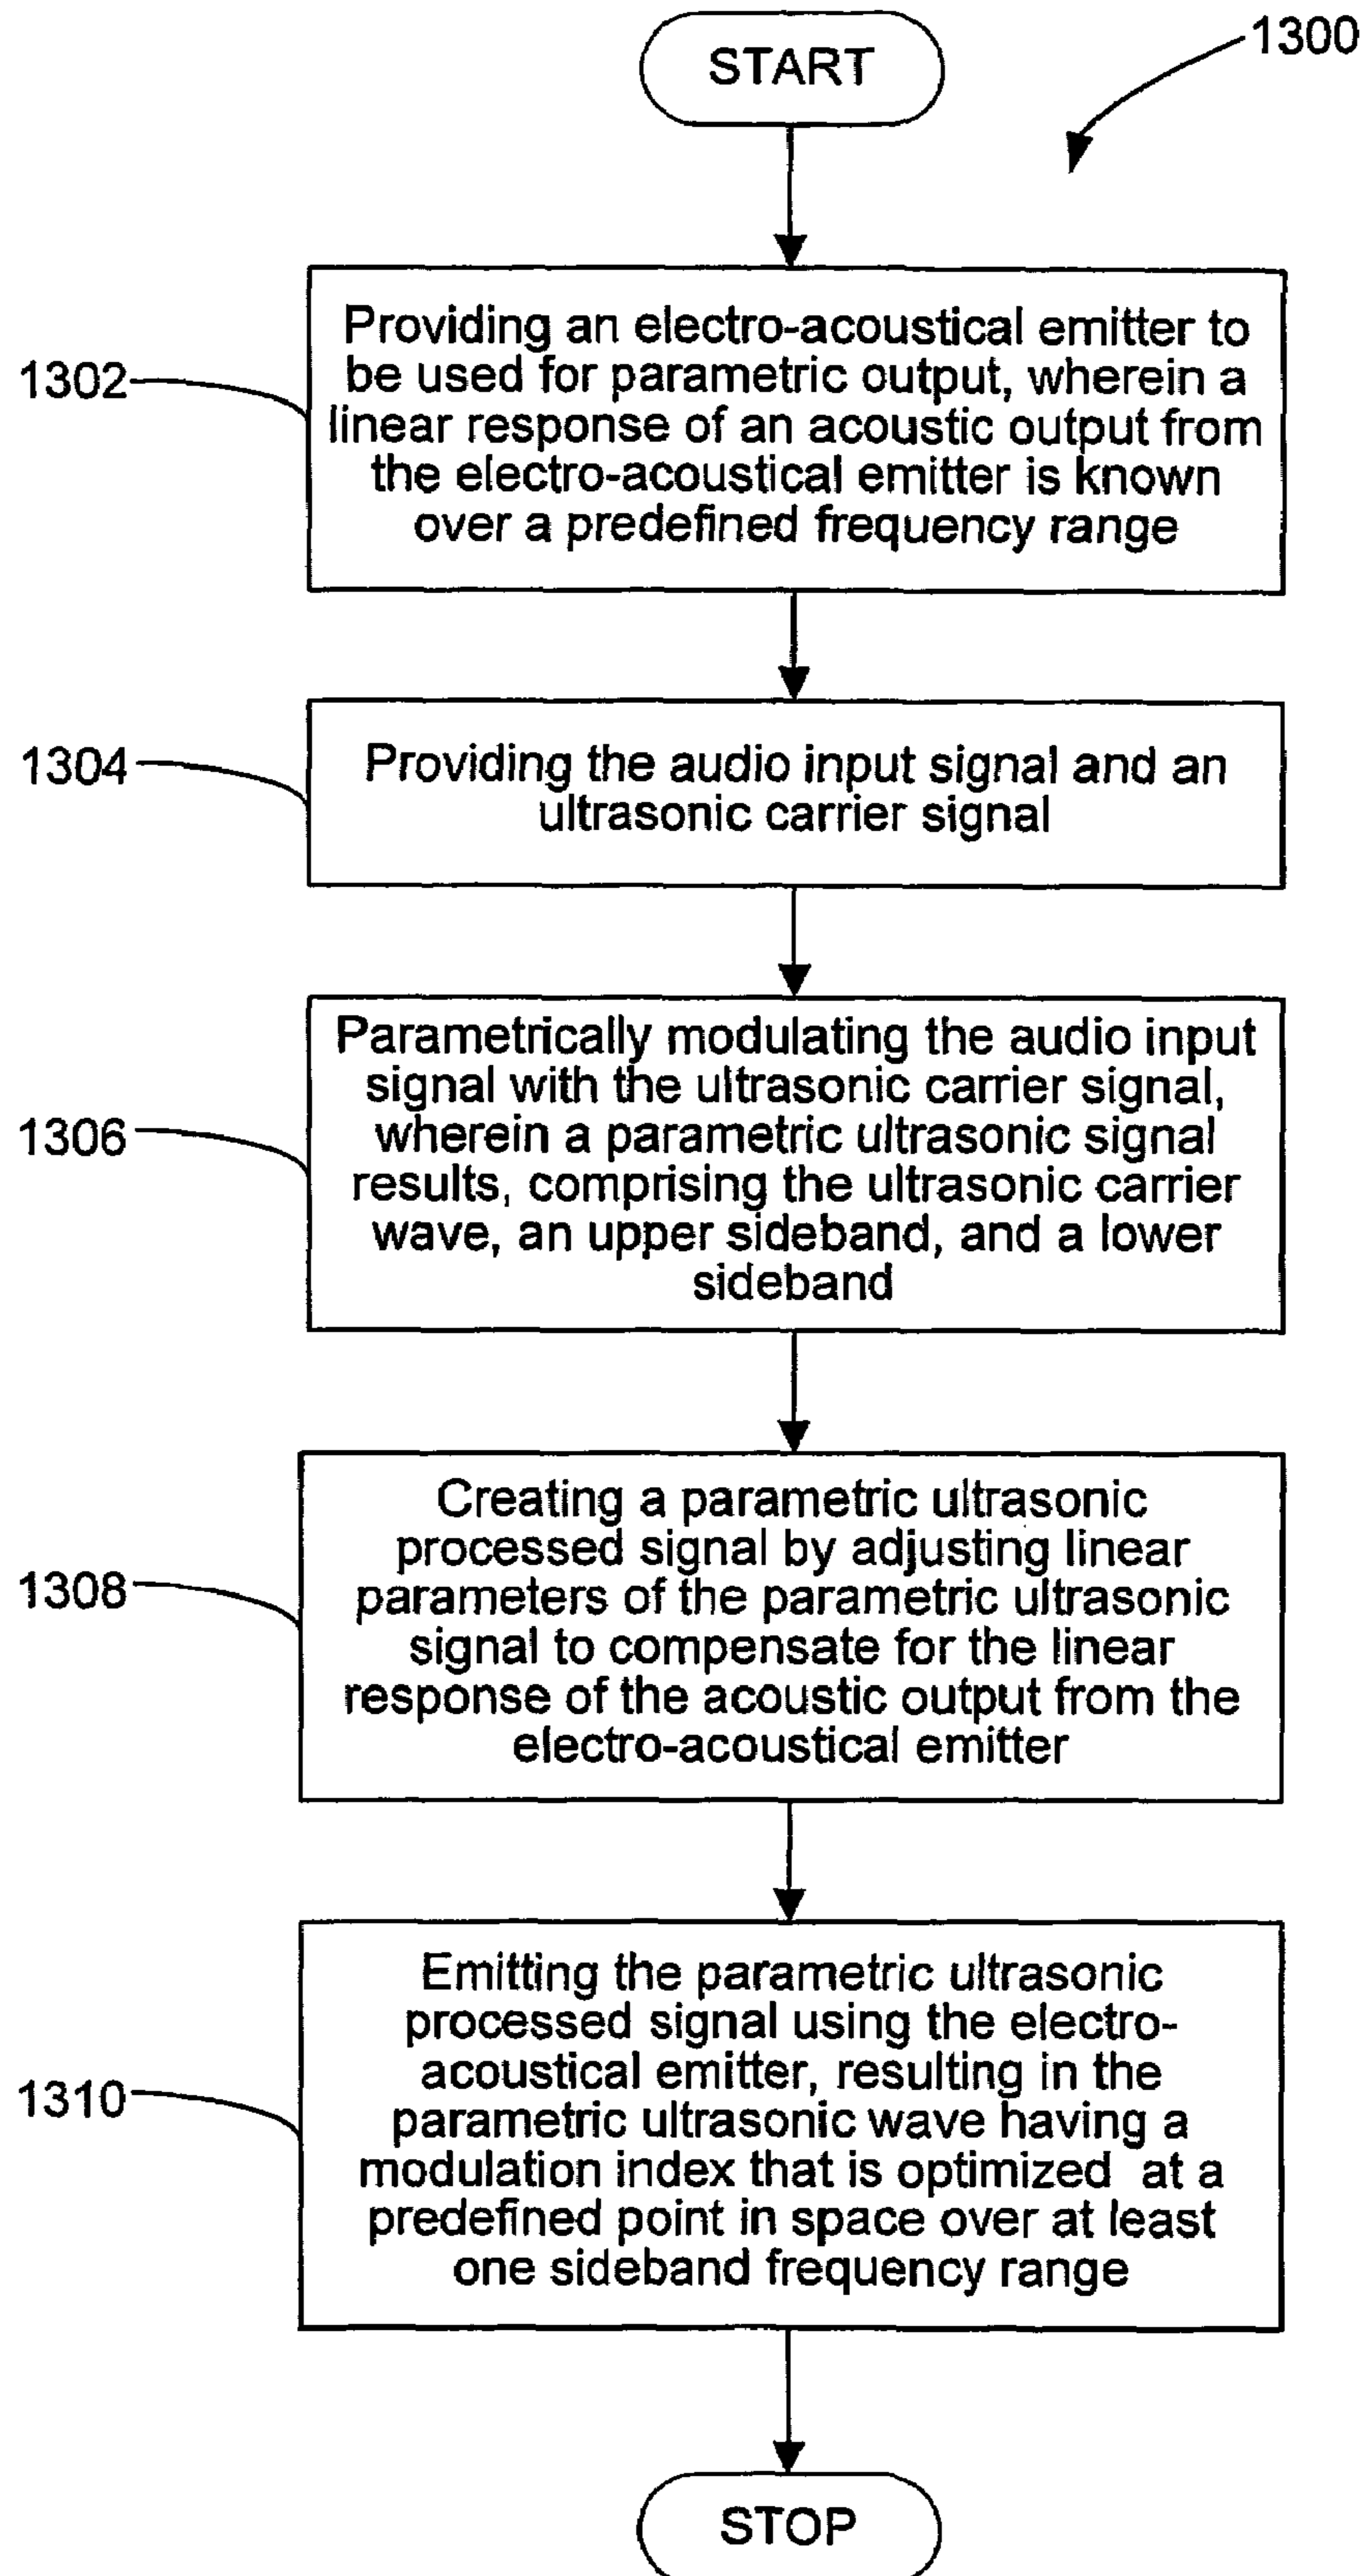 START
1300
1302
Providing an electro-acoustical emitter to
be used for parametric output, wherein a
linear response of an acoustic output from
the electro-acoustical emitter is known
over a predefined frequency range
1304
Providing the audio input signal and an
ultrasonic carrier signal
1306
Parametrically modulating the audio input
signal with the ultrasonic carrier signal,
wherein a parametric ultrasonic signal
results, comprising the ultrasonic carrier
wave, an upper sideband, and a lower
sideband
1308
Creating a parametric ultrasonic
processed signal by adjusting linear
parameters of the parametric ultrasonic
signal to compensate for the linear
response of the acoustic output from the
electro-acoustical emitter
1310
Emitting the parametric ultrasonic
processed signal using the electro-
acoustical emitter, resulting in the
parametric ultrasonic wave having a
modulation index that is optimized at a
predefined point in space over at least
one sideband frequency range
STOP